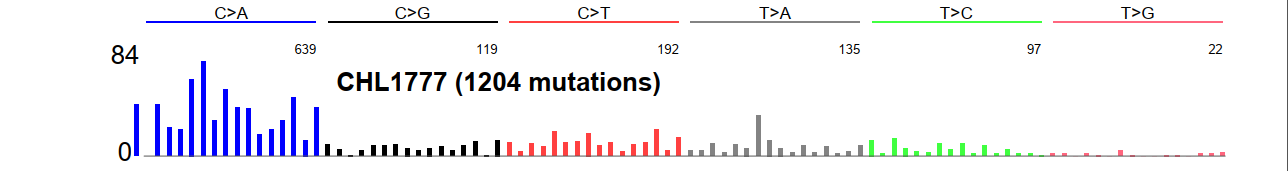 C>A C>G C>T T>A T>C T>G
84 639 119 192 135 97 22
CHL1777 (1204 mutations)
0